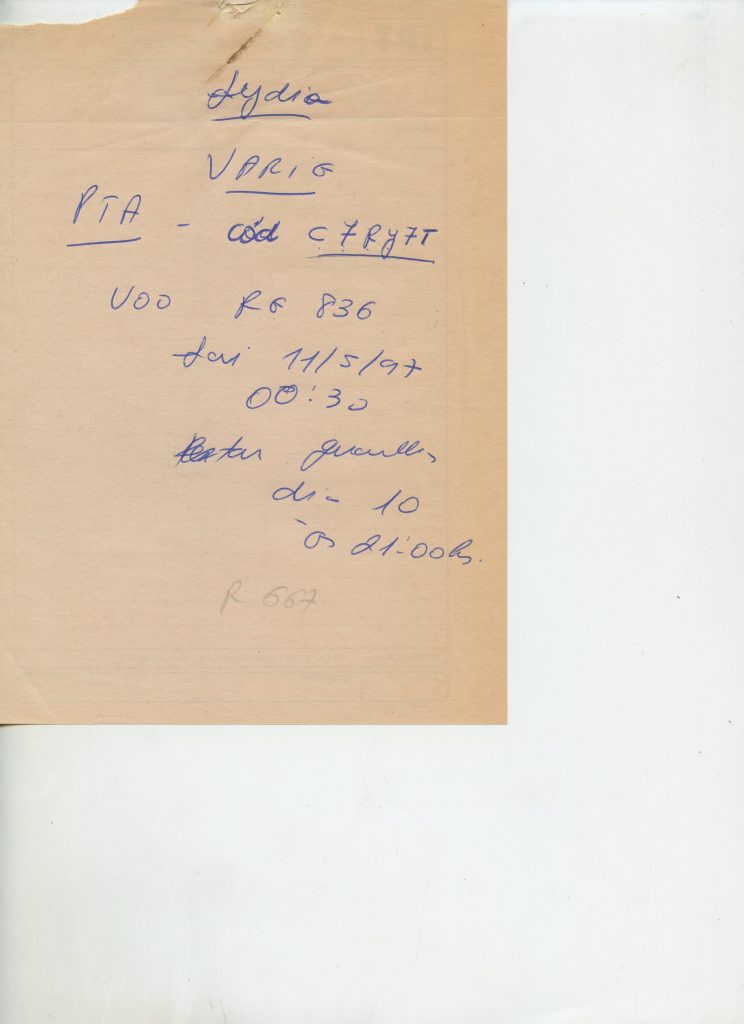 Lydia
VARIG
PTA - cód C7RY7T
VOO RG 836
Sai 11/5/97
00:30
Estar Guarulhos
dia 10
às 21:00hs.
R 667